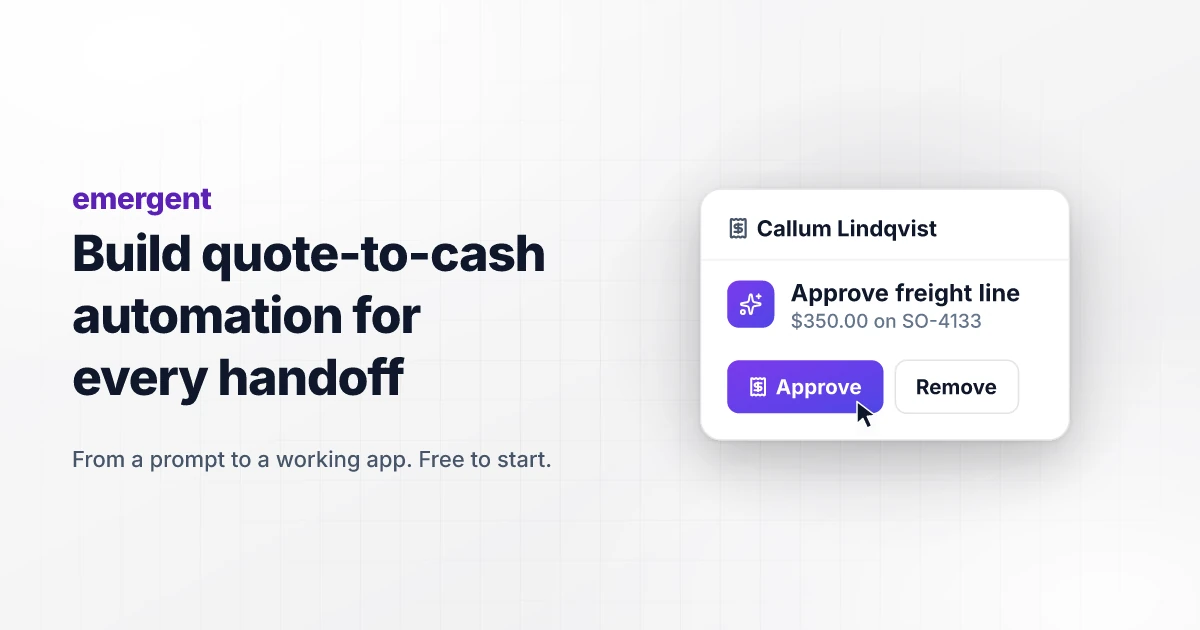 emergent
Build quote-to-cash
automation for
every handoff
From a prompt to a working app. Free to start.
Callum Lindqvist
Approve freight line
$350.00 on SO-4133
Approve
Remove